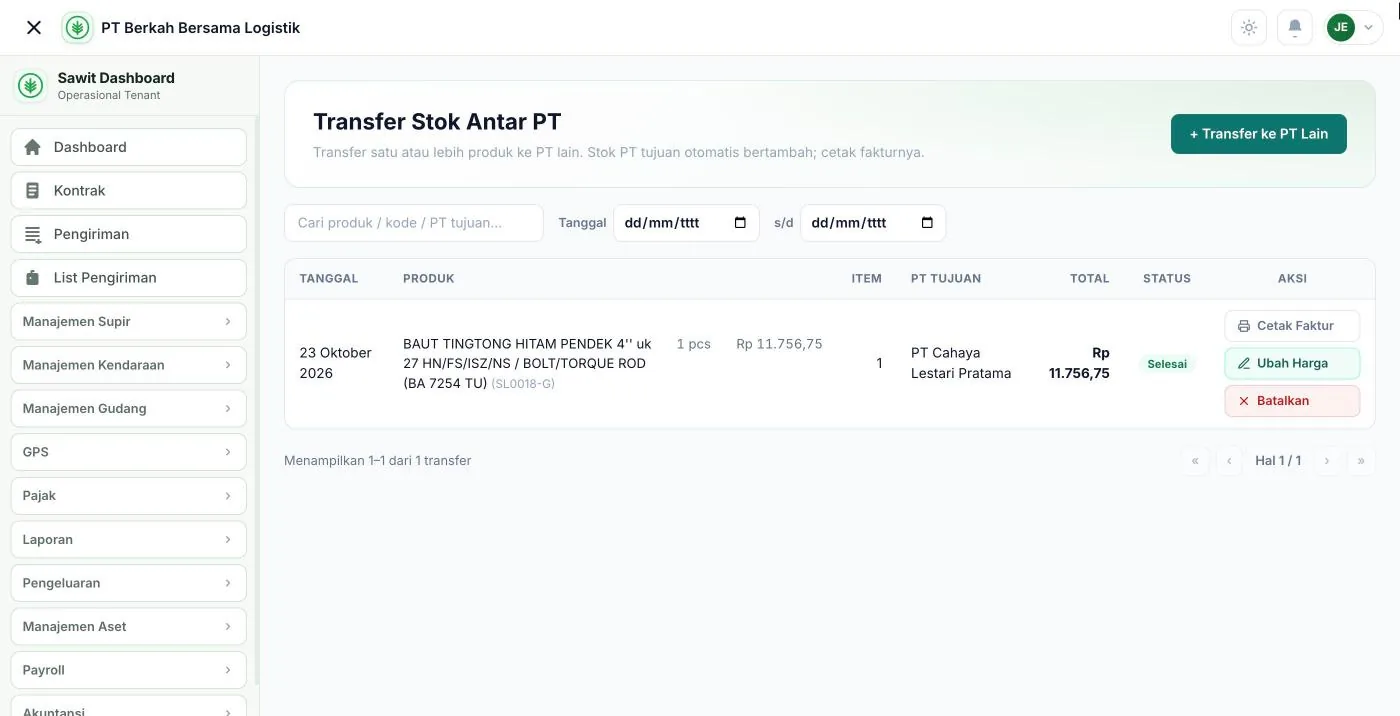 PT Berkah Bersama Logistik
JE
Sawit Dashboard
Operasional Tenant
Dashboard
Kontrak
Pengiriman
List Pengiriman
Manajemen Supir
Manajemen Kendaraan
Manajemen Gudang
GPS
Pajak
Laporan
Pengeluaran
Manajemen Aset
Payroll
Akuntansi
Transfer Stok Antar PT
Transfer satu atau lebih produk ke PT lain. Stok PT tujuan otomatis bertambah; cetak fakturnya.
+ Transfer ke PT Lain
Cari produk / kode / PT tujuan...
Tanggal
dd/mm/tttt
s/d
dd/mm/tttt
TANGGAL PRODUK ITEM PT TUJUAN TOTAL STATUS AKSI
23 Oktober
2026
BAUT TINGTONG HITAM PENDEK 4'' uk
27 HN/FS/ISZ/NS / BOLT/TORQUE ROD
(BA 7254 TU) (SL0018-G)
1 pcs
Rp 11.756,75
1
PT Cahaya
Lestari Pratama
Rp
11.756,75
Selesai
Cetak Faktur
Ubah Harga
Batalkan
Menampilkan 1–1 dari 1 transfer
« ‹ Hal 1 / 1 › »